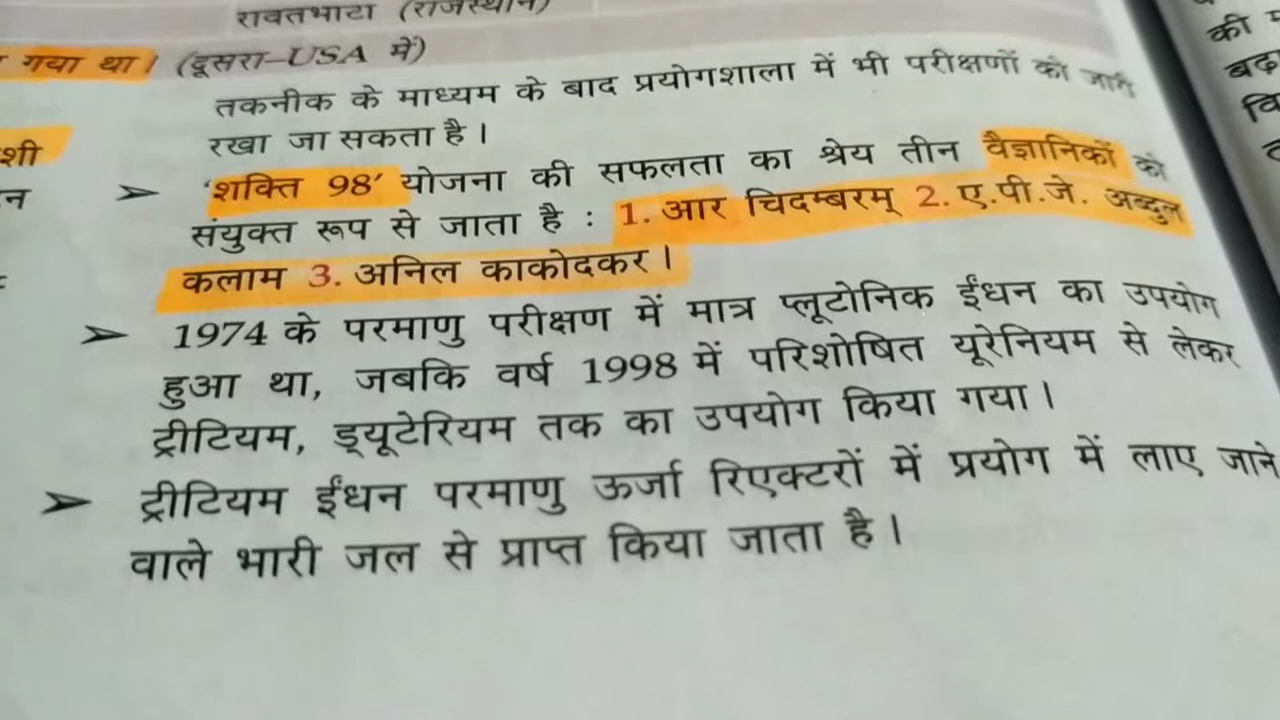 रावतभाटा (राजस्थान)
गया था। (दूसरा–USA में)
तकनीक के माध्यम के बाद प्रयोगशाला में भी परीक्षणों को जारी
रखा जा सकता है।
शी
➢ ‘शक्ति 98’ योजना की सफलता का श्रेय तीन वैज्ञानिकों को
न
संयुक्त रूप से जाता है : 1. आर चिदम्बरम् 2. ए.पी.जे. अब्दुल
कलाम 3. अनिल काकोदकर।
➢ 1974 के परमाणु परीक्षण में मात्र प्लूटोनिक ईंधन का उपयोग
हुआ था, जबकि वर्ष 1998 में परिशोषित यूरेनियम से लेकर
ट्रीटियम, ड्यूटेरियम तक का उपयोग किया गया।
➢ ट्रीटियम ईंधन परमाणु ऊर्जा रिएक्टरों में प्रयोग में लाए जाने
वाले भारी जल से प्राप्त किया जाता है।
की
बढ़
वि